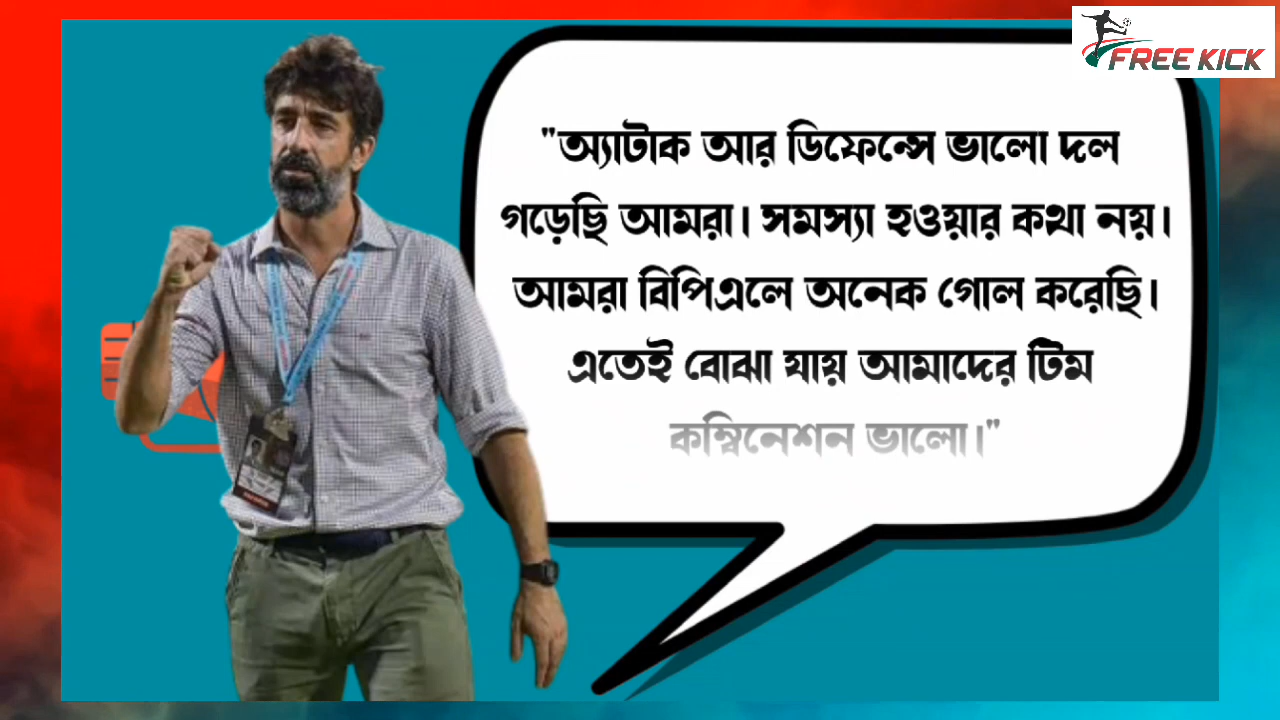 FREE KICK
"অ্যাটাক আর ডিফেন্সে ভালো দল
গড়েছি আমরা। সমস্যা হওয়ার কথা নয়।
আমরা বিপিএলে অনেক গোল করেছি।
এতেই বোঝা যায় আমাদের টিম
কম্বিনেশন ভালো।"